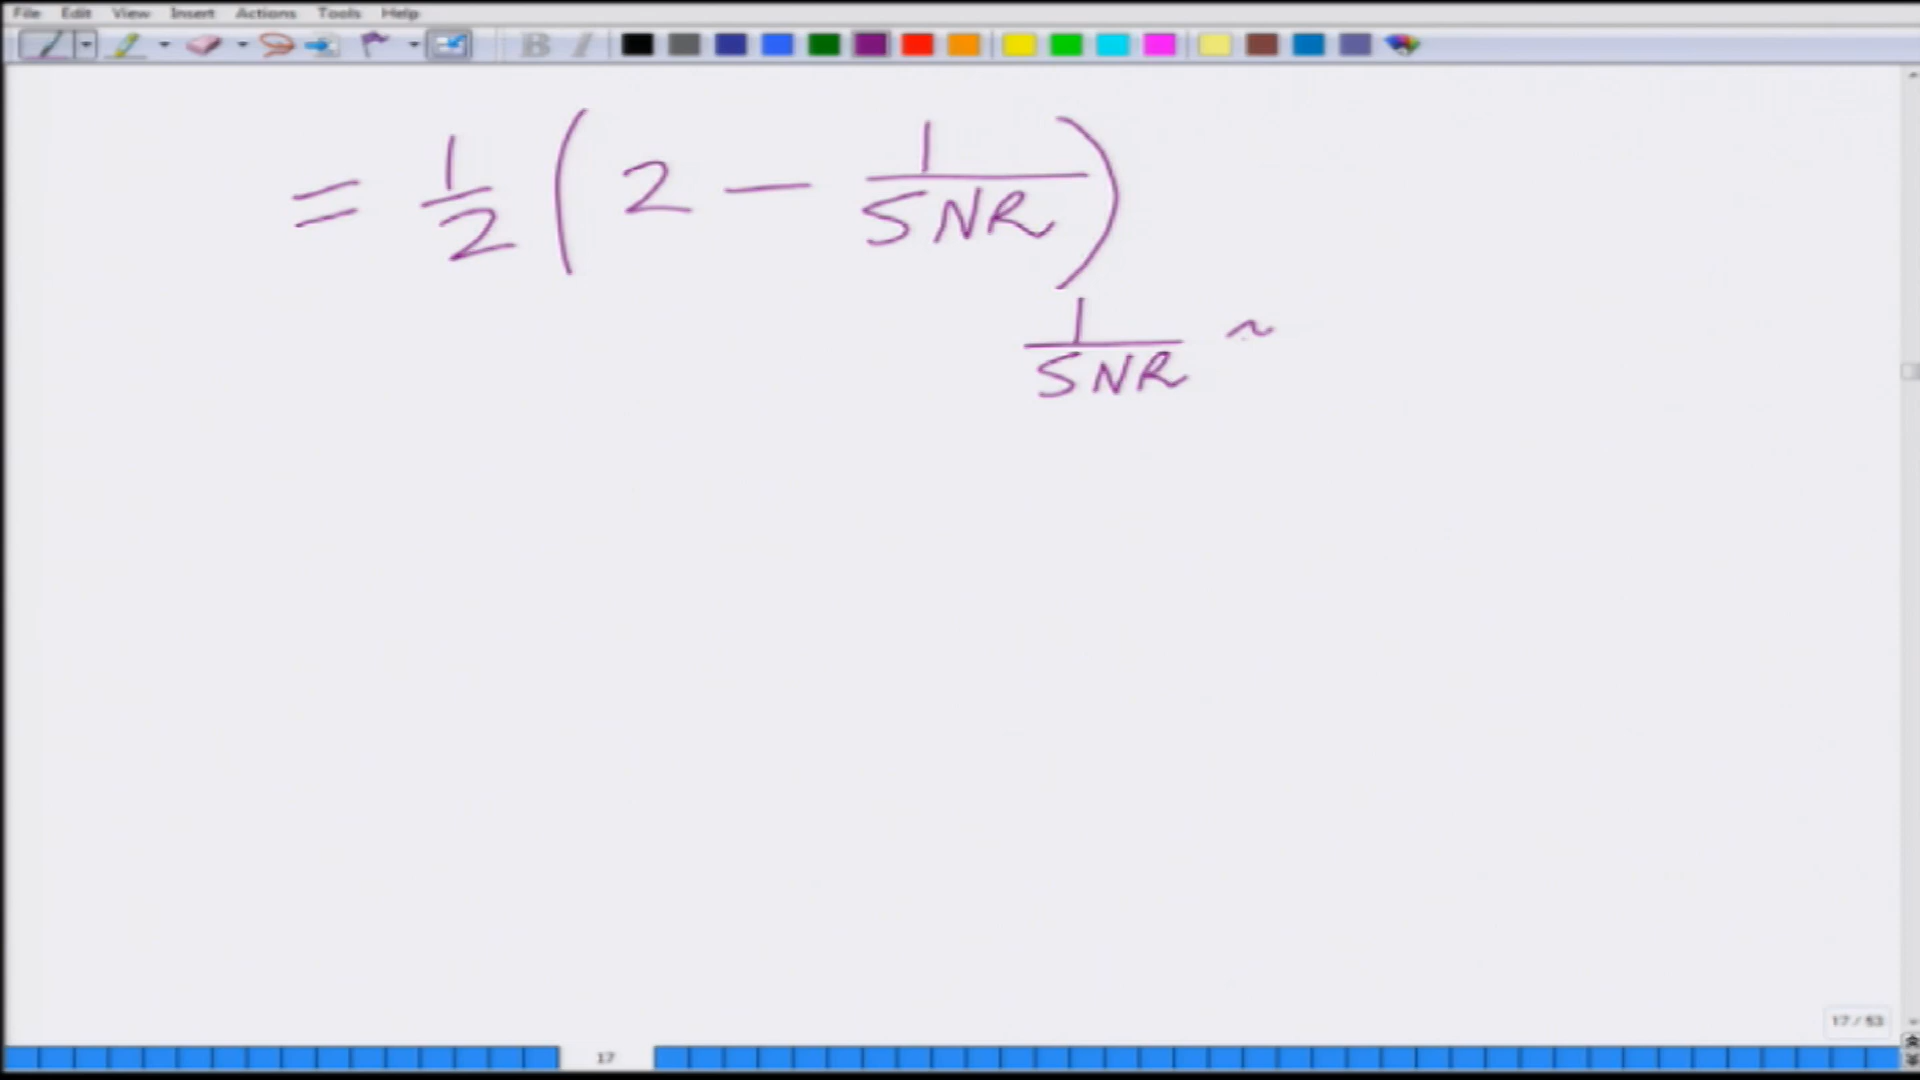 File Edit View Insert Actions Tools Help
B I
= 1/2 ( 2 - 1/SNR )
1/SNR ~
17 / 53
17